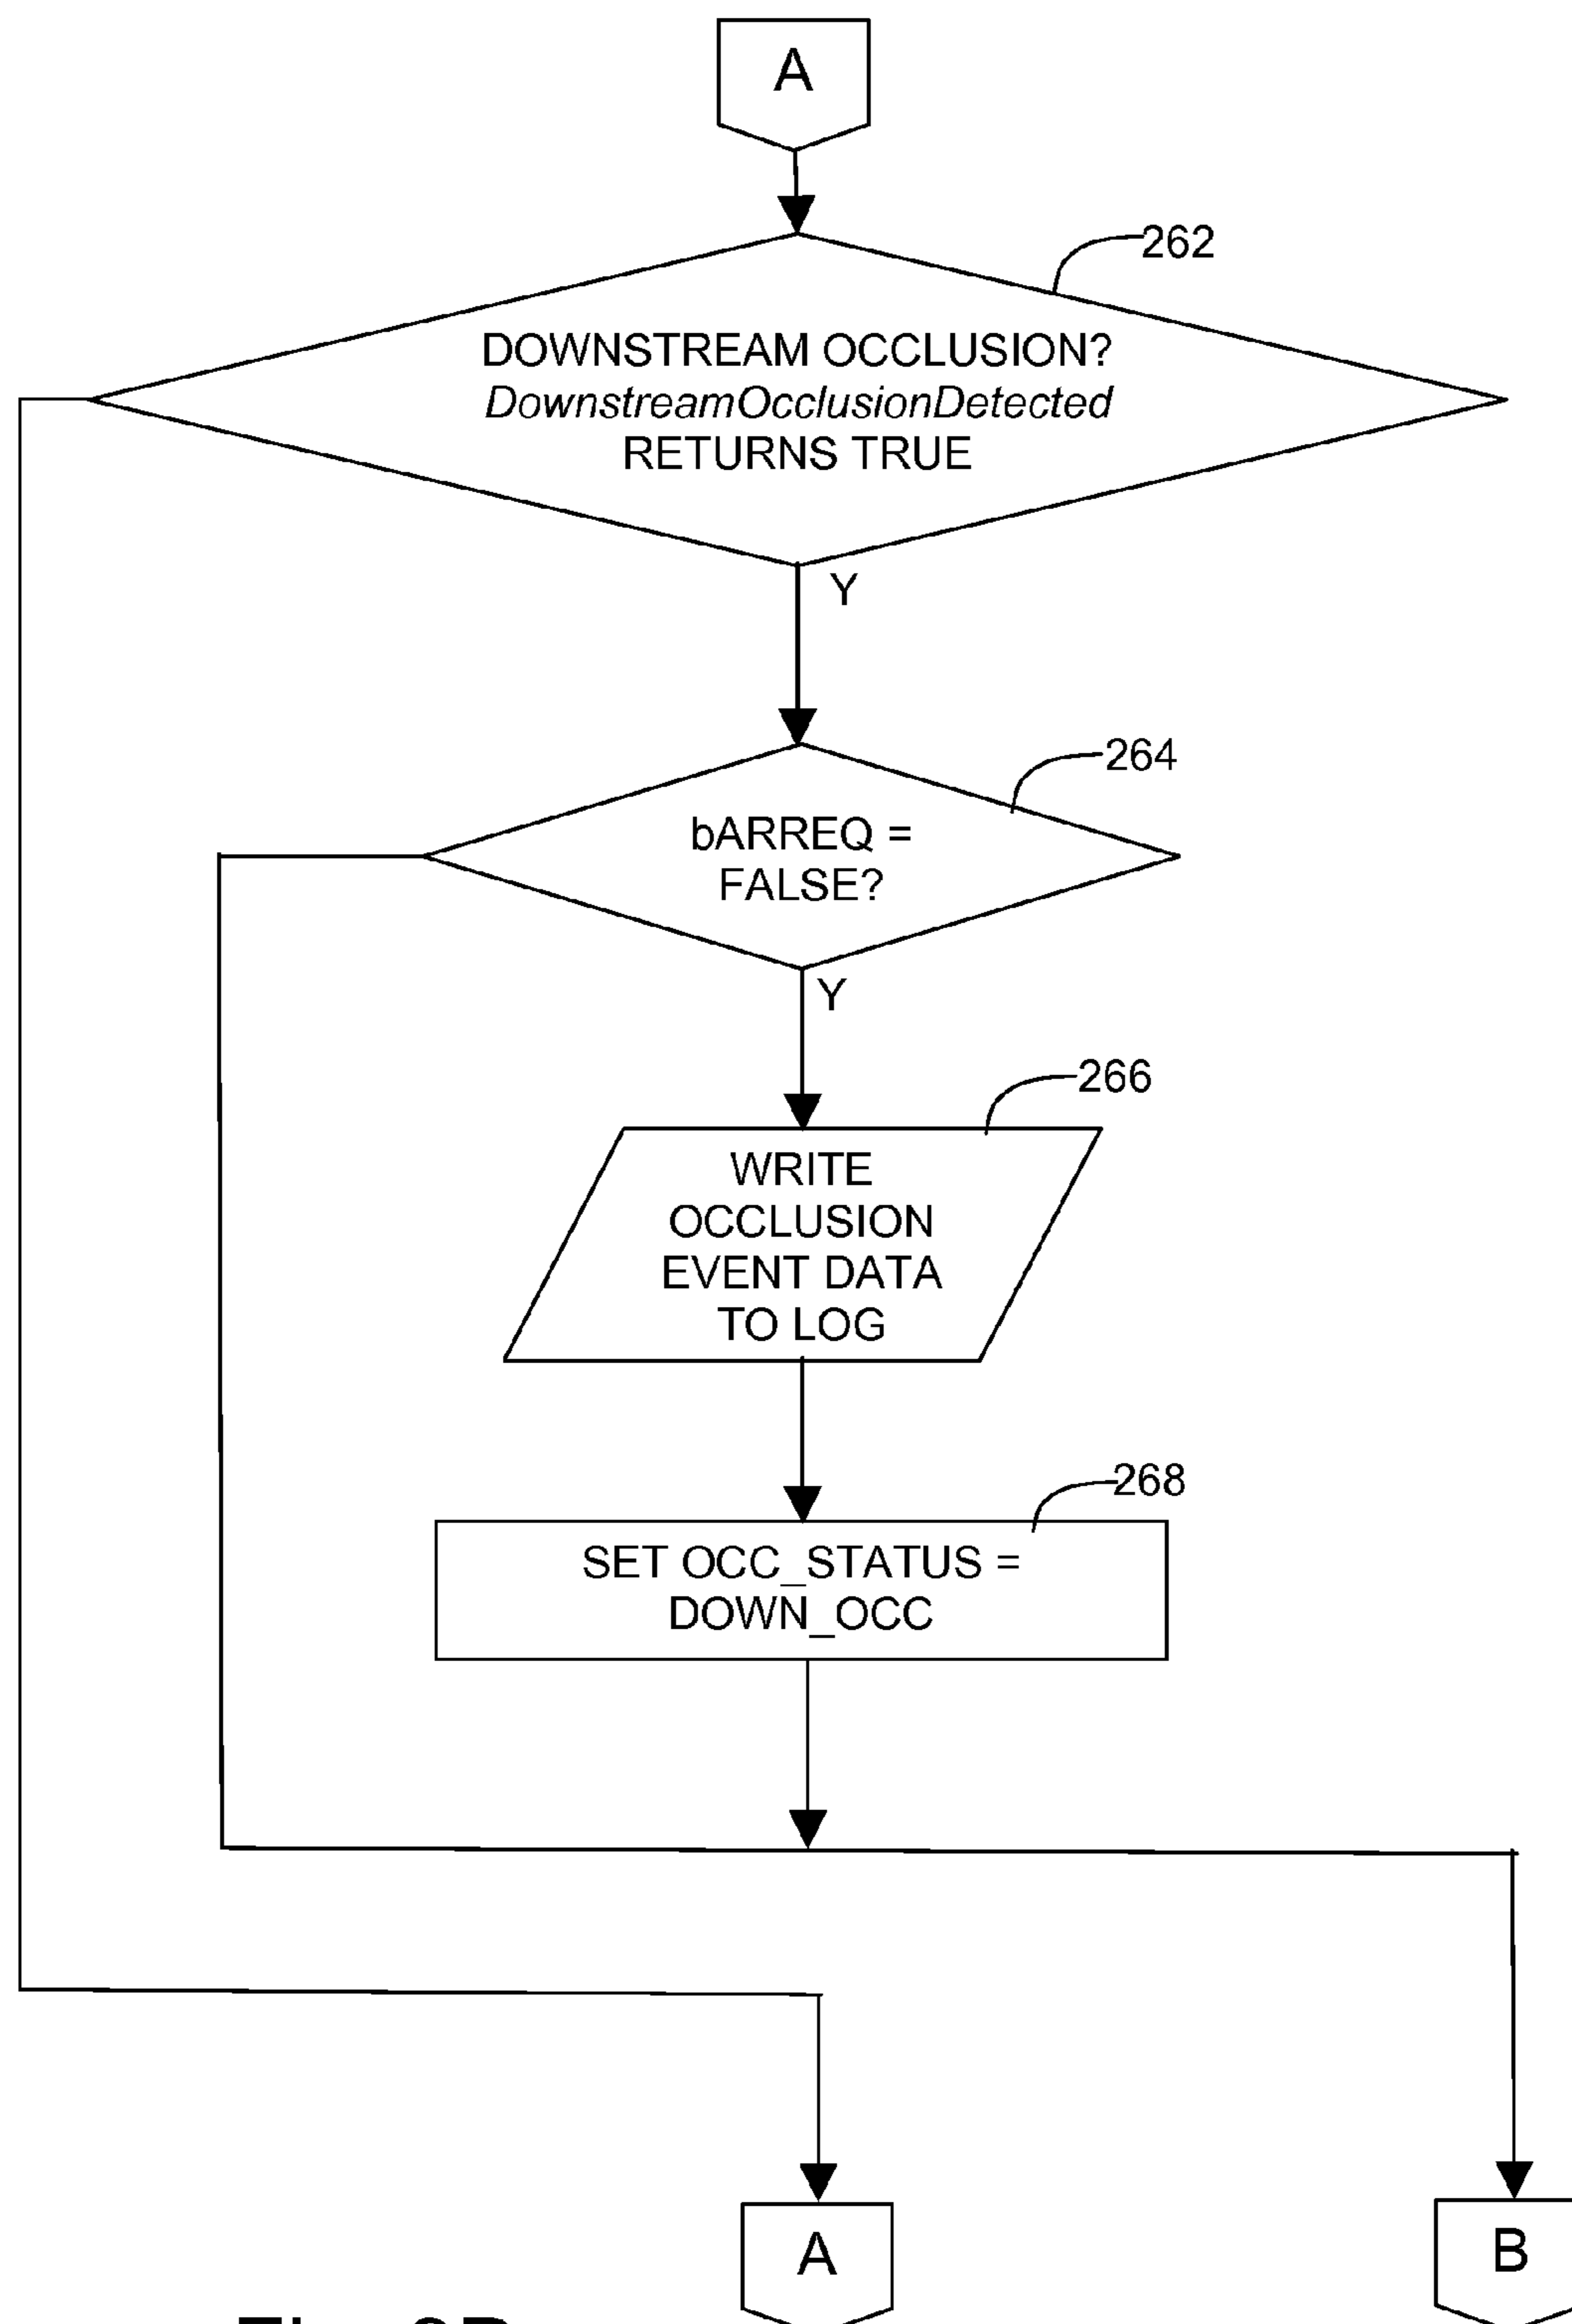 A
262
DOWNSTREAM OCCLUSION?
DownstreamOcclusionDetected
RETURNS TRUE
Y
264
bARREQ =
FALSE?
Y
266
WRITE
OCCLUSION
EVENT DATA
TO LOG
268
SET OCC_STATUS =
DOWN_OCC
A
B